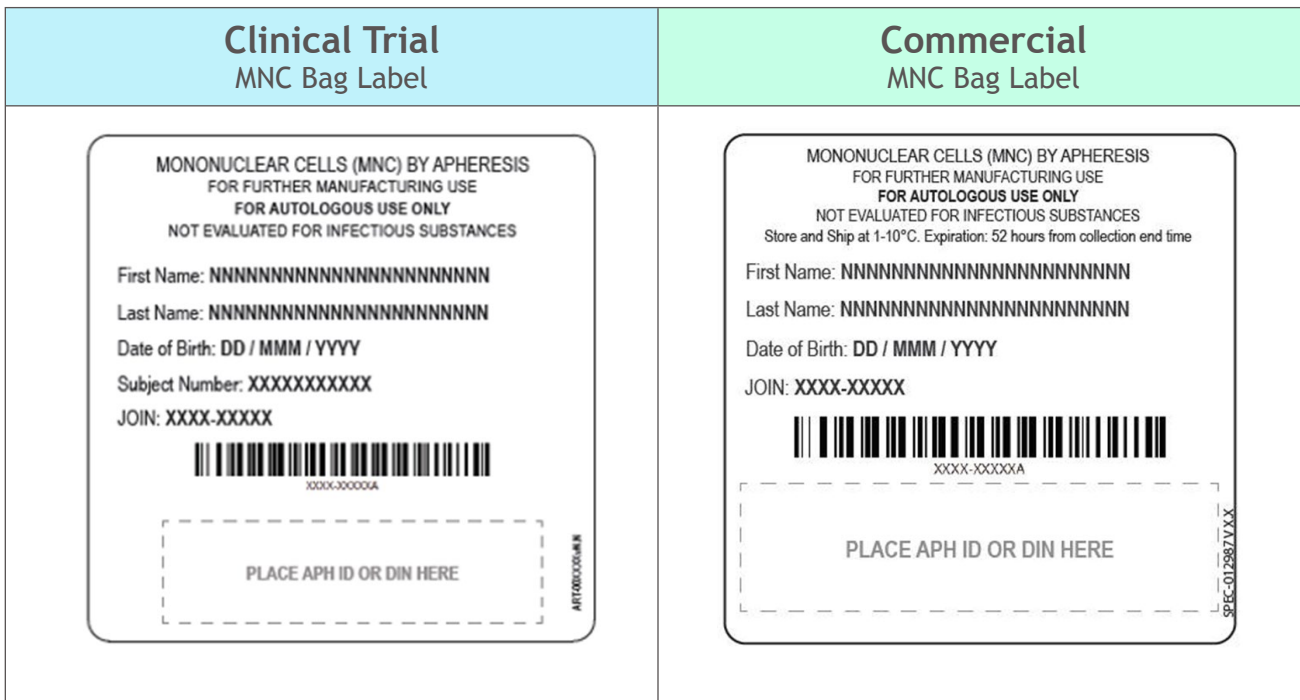 Clinical Trial
MNC Bag Label
MONONUCLEAR CELLS (MNC) BY APHERESIS
FOR FURTHER MANUFACTURING USE
FOR AUTOLOGOUS USE ONLY
NOT EVALUATED FOR INFECTIOUS SUBSTANCES
First Name: NNNNNNNNNNNNNNNNNNNNNNN
Last Name: NNNNNNNNNNNNNNNNNNNNNNN
Date of Birth: DD / MMM / YYYY
Subject Number: XXXXXXXXXXX
JOIN: XXXX-XXXXX
XXXX-XXXXXA
PLACE APH ID OR DIN HERE
Commercial
MNC Bag Label
MONONUCLEAR CELLS (MNC) BY APHERESIS
FOR FURTHER MANUFACTURING USE
FOR AUTOLOGOUS USE ONLY
NOT EVALUATED FOR INFECTIOUS SUBSTANCES
Store and Ship at 1-10°C. Expiration: 52 hours from collection end time
First Name: NNNNNNNNNNNNNNNNNNNNNNN
Last Name: NNNNNNNNNNNNNNNNNNNNNNN
Date of Birth: DD / MMM / YYYY
JOIN: XXXX-XXXXX
XXXX-XXXXXA
PLACE APH ID OR DIN HERE
SPEC-012987 V X.X